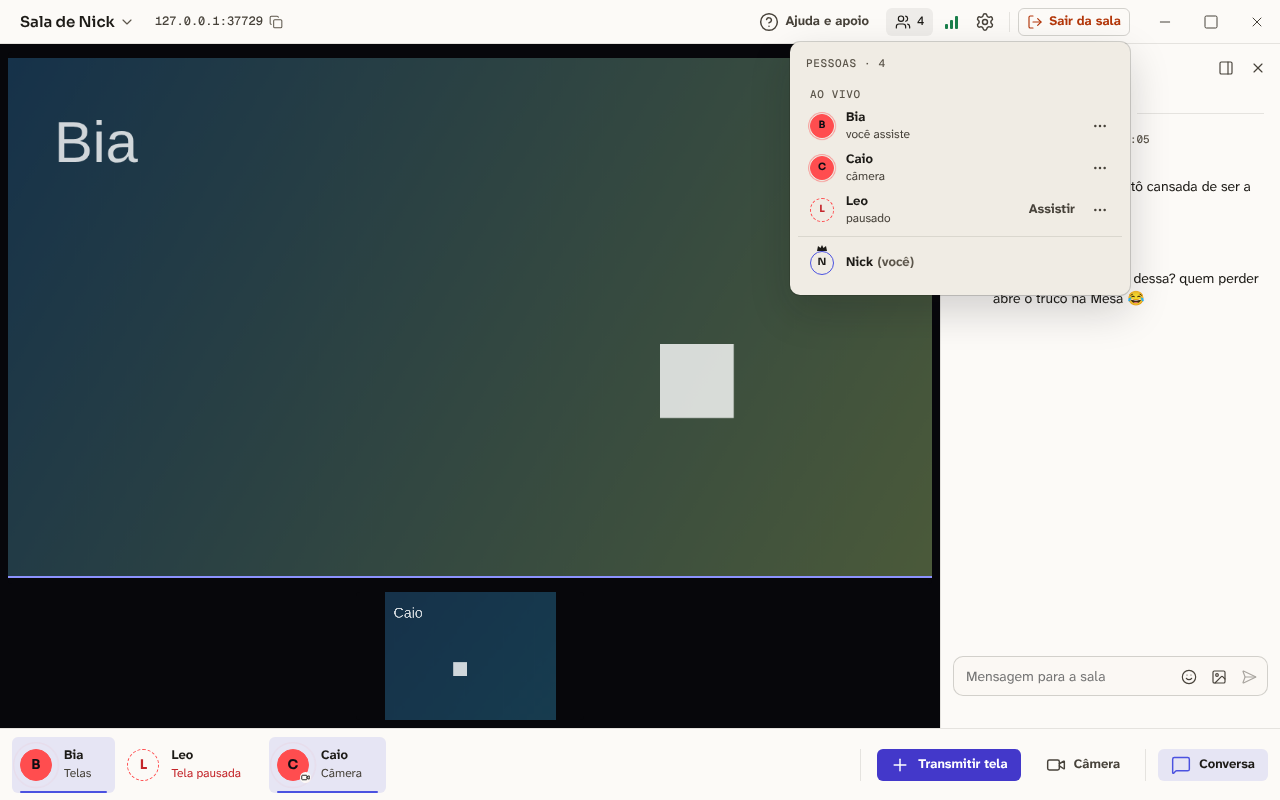 Sala de Nick
127.0.0.1:37729
Ajuda e apoio
4
Sair da sala
PESSOAS · 4
AO VIVO
B
Bia
você assiste
C
Caio
câmera
L
Leo
pausado
Assistir
N
Nick (você)
:05
tô cansada de ser a
dessa? quem perder
abre o truco na Mesa 😂
Bia
Caio
Mensagem para a sala
B
Bia
Telas
L
Leo
Tela pausada
C
Caio
Câmera
Transmitir tela
Câmera
Conversa